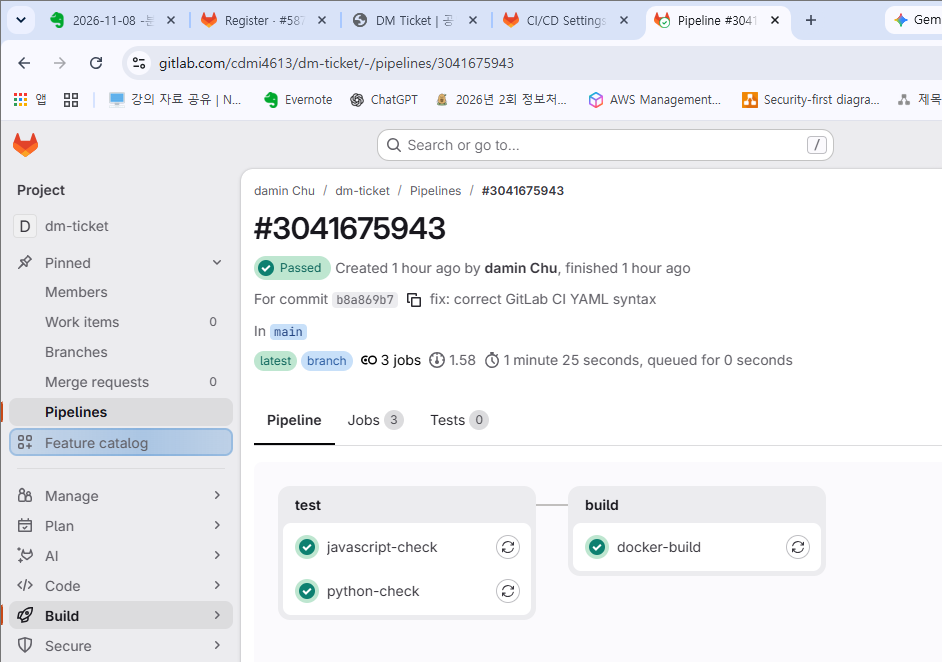 2026-11-08 -
Register · #587
DM Ticket | 공
CI/CD Settings
Pipeline #3041
Gem
gitlab.com/cdmi4613/dm-ticket/-/pipelines/3041675943
앱
강의 자료 공유 | N...
Evernote
ChatGPT
2026년 2회 정보처...
AWS Management...
Security-first diagra...
제목
Search or go to...
/
Project
D dm-ticket
Pinned
Members
Work items 0
Branches
Merge requests 0
Pipelines
Feature catalog
Manage
Plan
AI
Code
Build
Secure
damin Chu / dm-ticket / Pipelines / #3041675943
#3041675943
Passed Created 1 hour ago by damin Chu, finished 1 hour ago
For commit b8a869b7 fix: correct GitLab CI YAML syntax
In main
latest branch 3 jobs 1.58 1 minute 25 seconds, queued for 0 seconds
Pipeline Jobs 3 Tests 0
test
javascript-check
python-check
build
docker-build